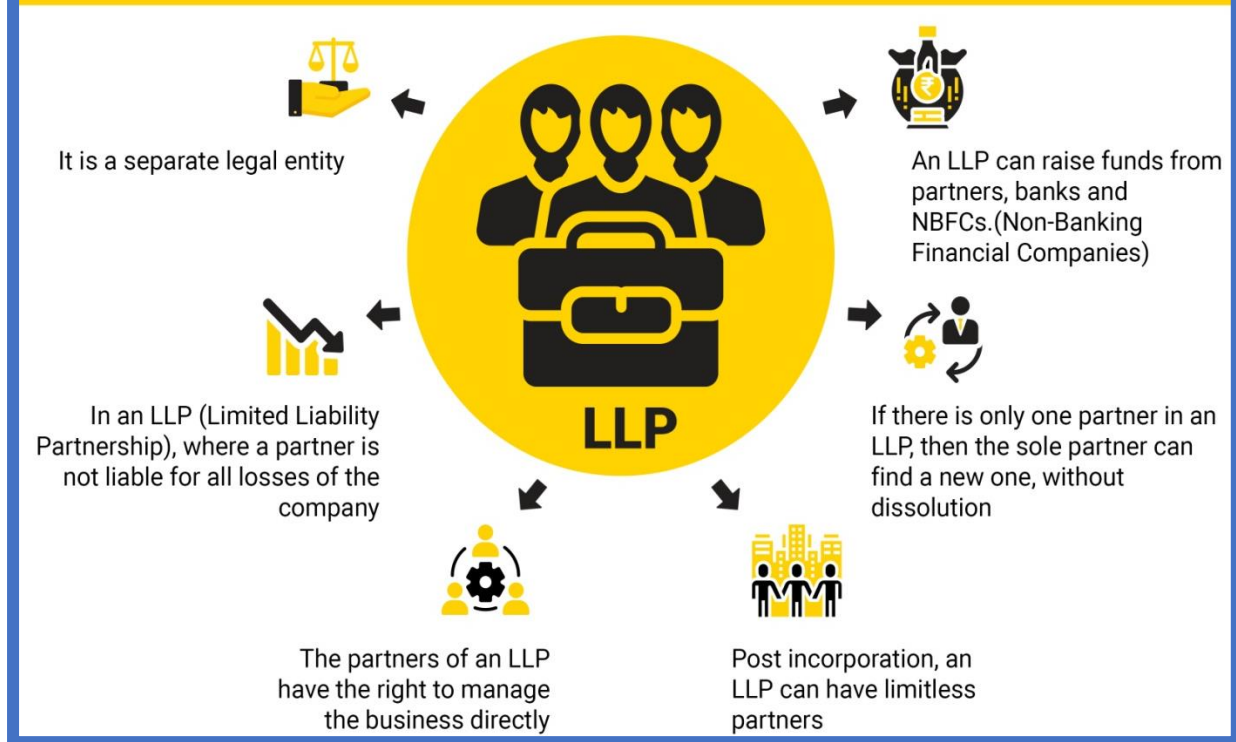 It is a separate legal entity
In an LLP (Limited Liability
Partnership), where a partner is
not liable for all losses of the
company
The partners of an LLP
have the right to manage
the business directly
LLP
₹
An LLP can raise funds from
partners, banks and
NBFCs.(Non-Banking
Financial Companies)
If there is only one partner in an
LLP, then the sole partner can
find a new one, without
dissolution
Post incorporation, an
LLP can have limitless
partners